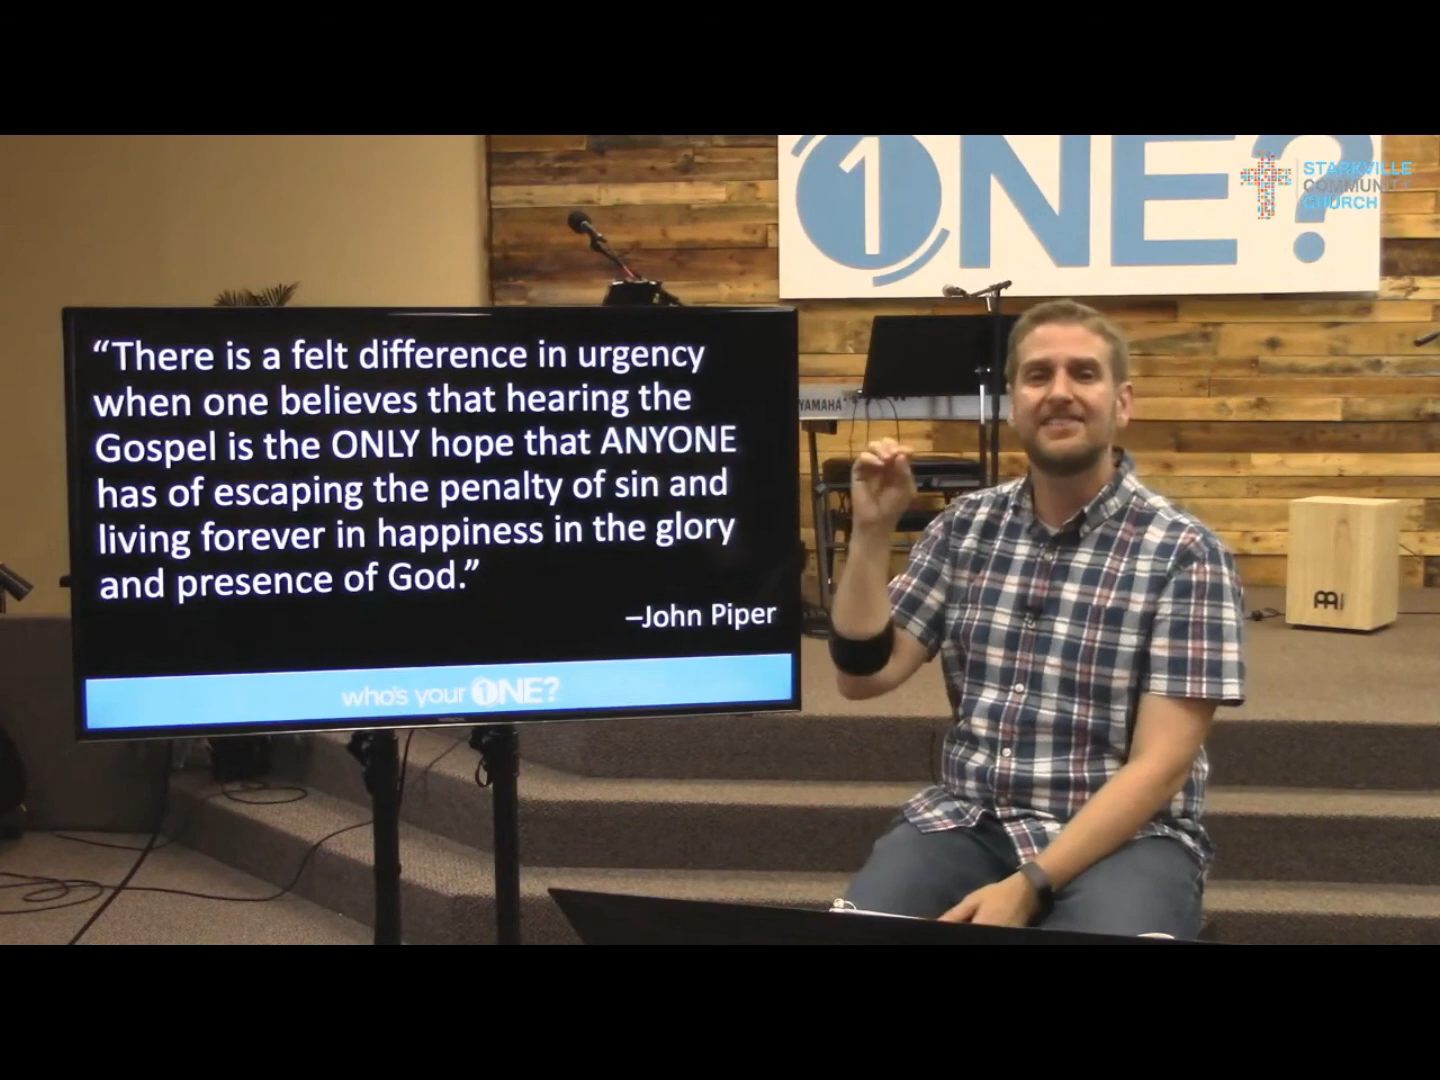 1NE?
STARKVILLE
COMMUNITY
CHURCH
“There is a felt difference in urgency
when one believes that hearing the
Gospel is the ONLY hope that ANYONE
has of escaping the penalty of sin and
living forever in happiness in the glory
and presence of God.”
–John Piper
who's your 1NE?
YAMAHA